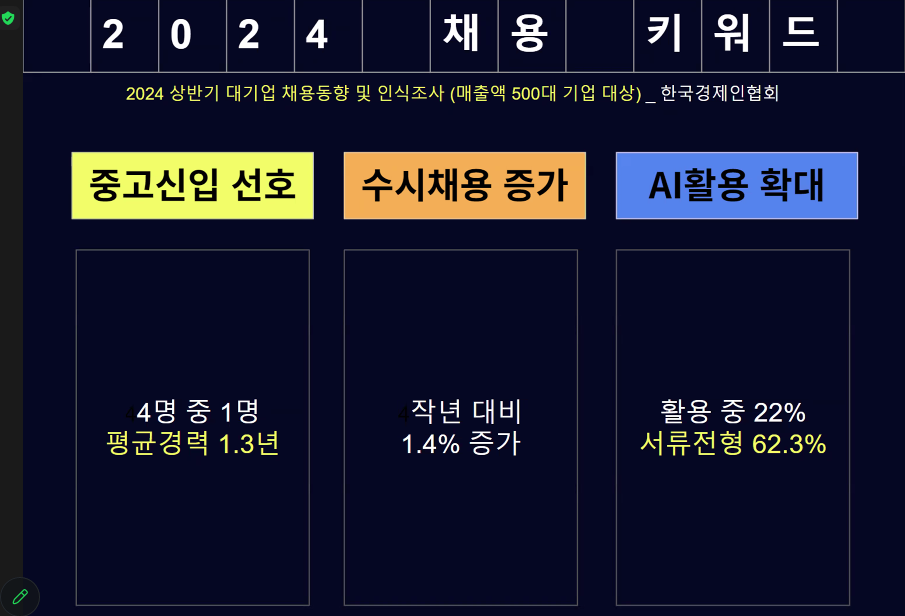 2024 채용 키워드
2024 상반기 대기업 채용동향 및 인식조사 (매출액 500대 기업 대상) _ 한국경제인협회
중고신입 선호
수시채용 증가
AI활용 확대
4명 중 1명
평균경력 1.3년
작년 대비
1.4% 증가
활용 중 22%
서류전형 62.3%